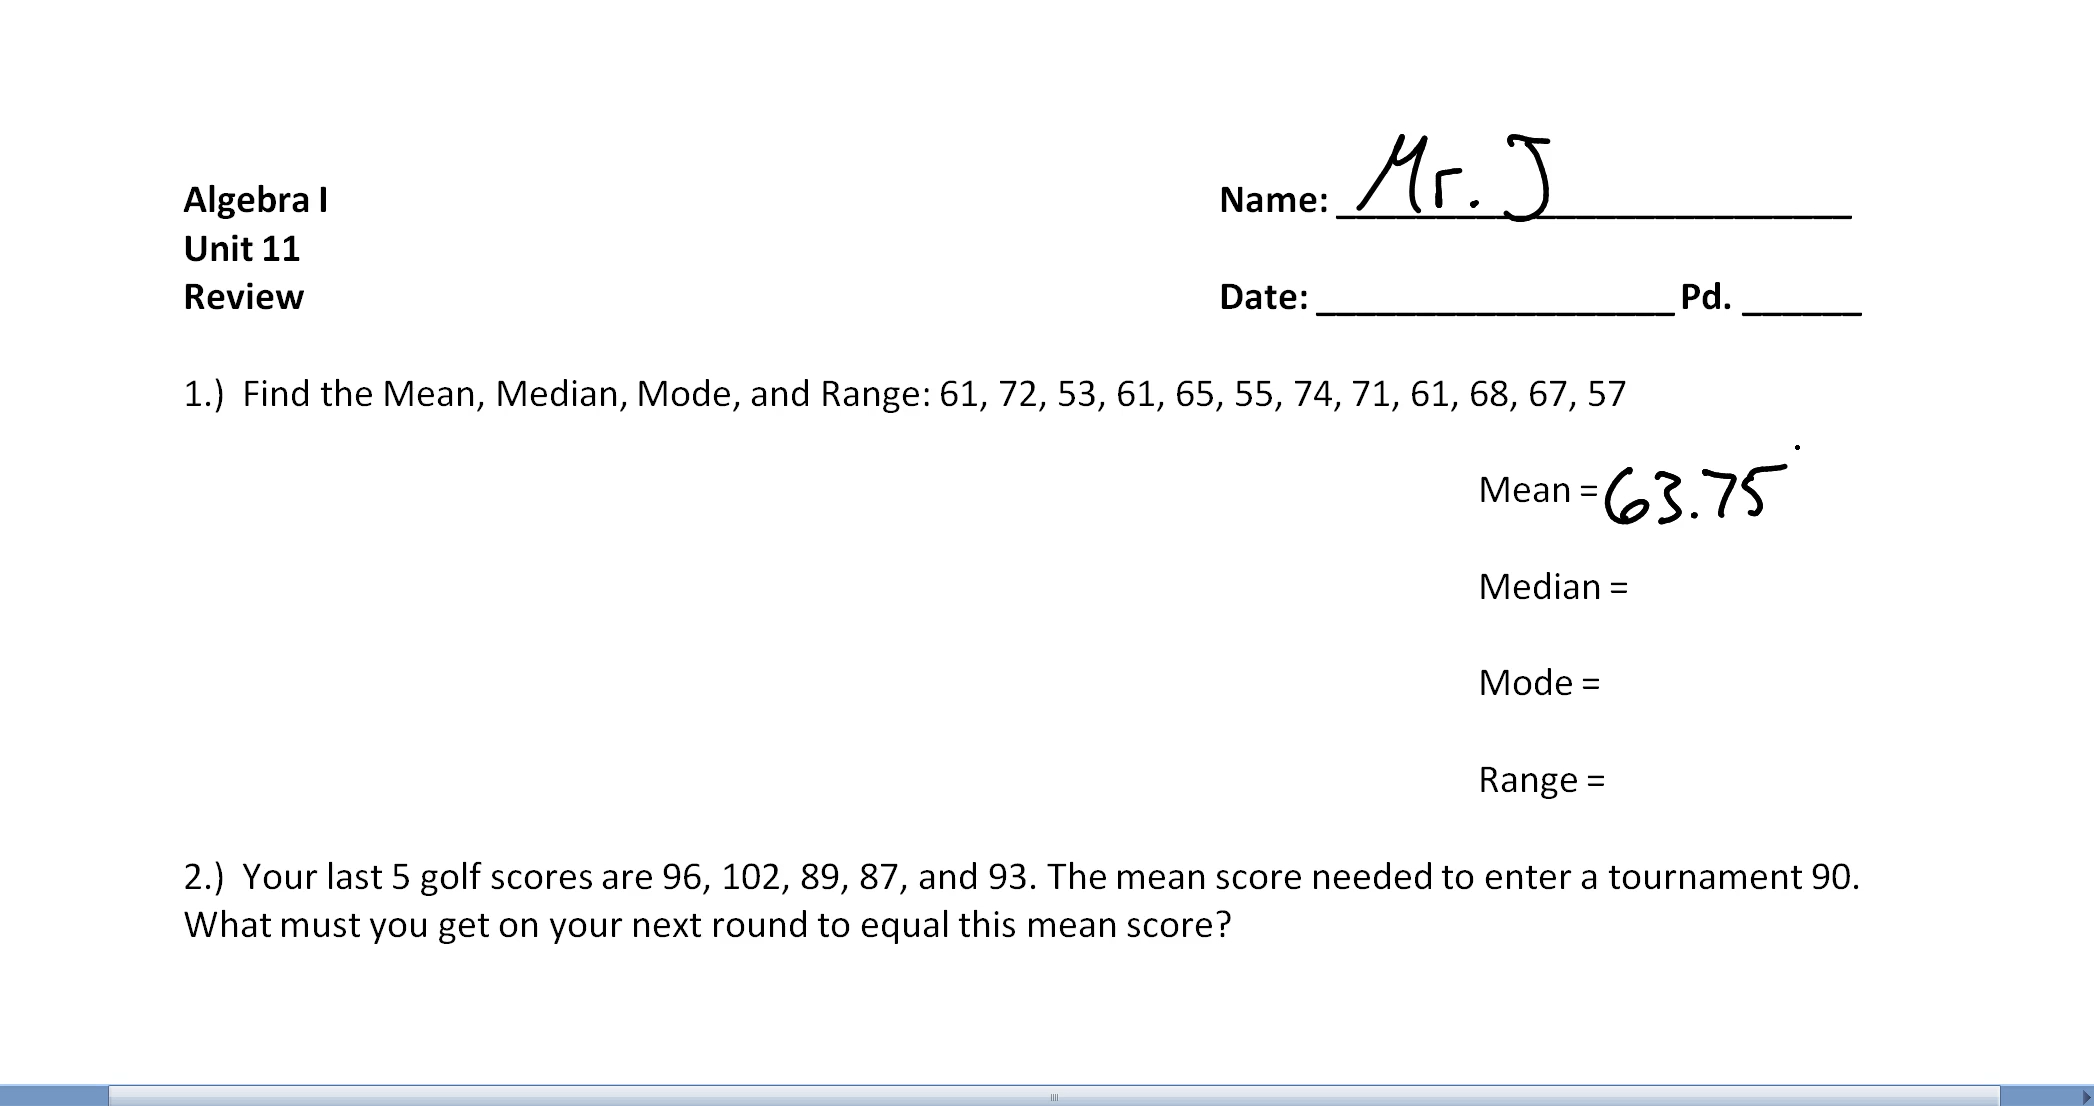 Algebra I
Name: Mr. J
Unit 11
Review
Date: __________________ Pd. ______
1.) Find the Mean, Median, Mode, and Range: 61, 72, 53, 61, 65, 55, 74, 71, 61, 68, 67, 57
Mean = 63.75
Median =
Mode =
Range =
2.) Your last 5 golf scores are 96, 102, 89, 87, and 93. The mean score needed to enter a tournament 90.
What must you get on your next round to equal this mean score?